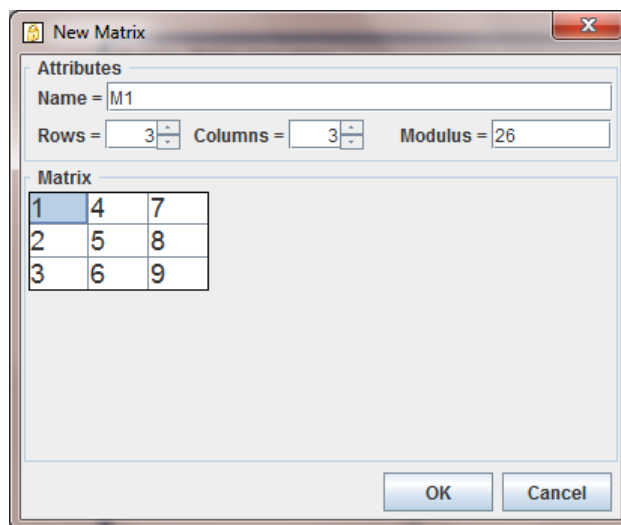 New Matrix
Attributes
Name = M1
Rows = 3 Columns = 3 Modulus = 26
Matrix
1 4 7
2 5 8
3 6 9
OK Cancel